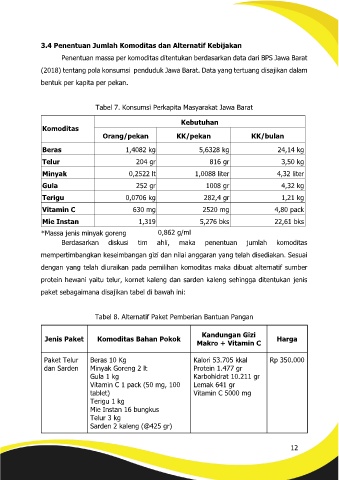 3.4 Penentuan Jumlah Komoditas dan Alternatif Kebijakan
Penentuan massa per komoditas ditentukan berdasarkan data dari BPS Jawa Barat
(2018) tentang pola konsumsi penduduk Jawa Barat. Data yang tertuang disajikan dalam
bentuk per kapita per pekan.
Tabel 7. Konsumsi Perkapita Masyarakat Jawa Barat
Komoditas Kebutuhan
Orang/pekan KK/pekan KK/bulan
Beras 1,4082 kg 5,6328 kg 24,14 kg
Telur 204 gr 816 gr 3,50 kg
Minyak 0,2522 lt 1,0088 liter 4,32 liter
Gula 252 gr 1008 gr 4,32 kg
Terigu 0,0706 kg 282,4 gr 1,21 kg
Vitamin C 630 mg 2520 mg 4,80 pack
Mie Instan 1,319 5,276 bks 22,61 bks
*Massa jenis minyak goreng 0,862 g/ml
Berdasarkan diskusi tim ahli, maka penentuan jumlah komoditas
mempertimbangkan keseimbangan gizi dan nilai anggaran yang telah disediakan. Sesuai
dengan yang telah diuraikan pada pemilihan komoditas maka dibuat alternatif sumber
protein hewani yaitu telur, kornet kaleng dan sarden kaleng sehingga ditentukan jenis
paket sebagaimana disajikan tabel di bawah ini:
Tabel 8. Alternatif Paket Pemberian Bantuan Pangan
Jenis Paket Komoditas Bahan Pokok Kandungan Gizi Makro + Vitamin C Harga
Paket Telur Beras 10 Kg Kalori 53.705 kkal Rp 350.000
dan Sarden Minyak Goreng 2 lt Protein 1.477 gr
Gula 1 kg Karbohidrat 10.211 gr
Vitamin C 1 pack (50 mg, 100 Lemak 641 gr
tablet) Vitamin C 5000 mg
Terigu 1 kg
Mie Instan 16 bungkus
Telur 3 kg
Sarden 2 kaleng (@425 gr)
12